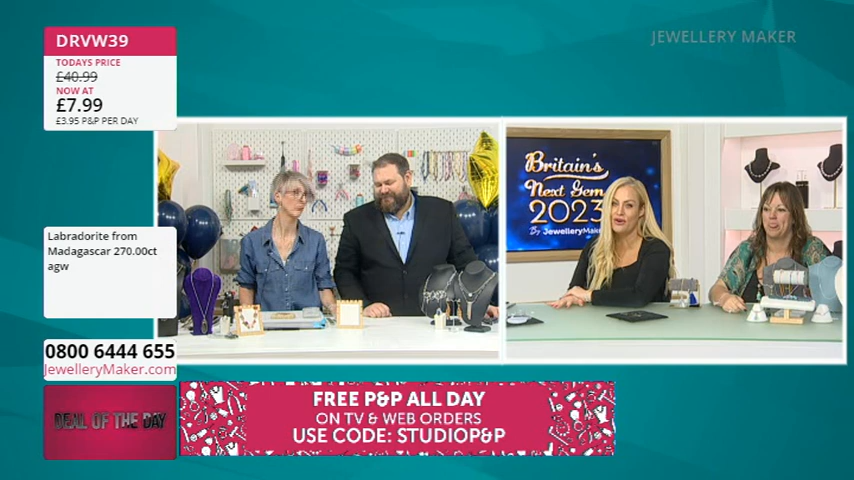 DRVW39
TODAYS PRICE
£40.99
NOW AT
£7.99
£3.95 P&P PER DAY
JEWELLERY MAKER
Britain's
Next Gem
2023
By JewelleryMaker
Labradorite from
Madagascar 270.00ct
agw
0800 6444 655
JewelleryMaker.com
DEAL OF THE DAY
FREE P&P ALL DAY
ON TV & WEB ORDERS
USE CODE: STUDIOP&P